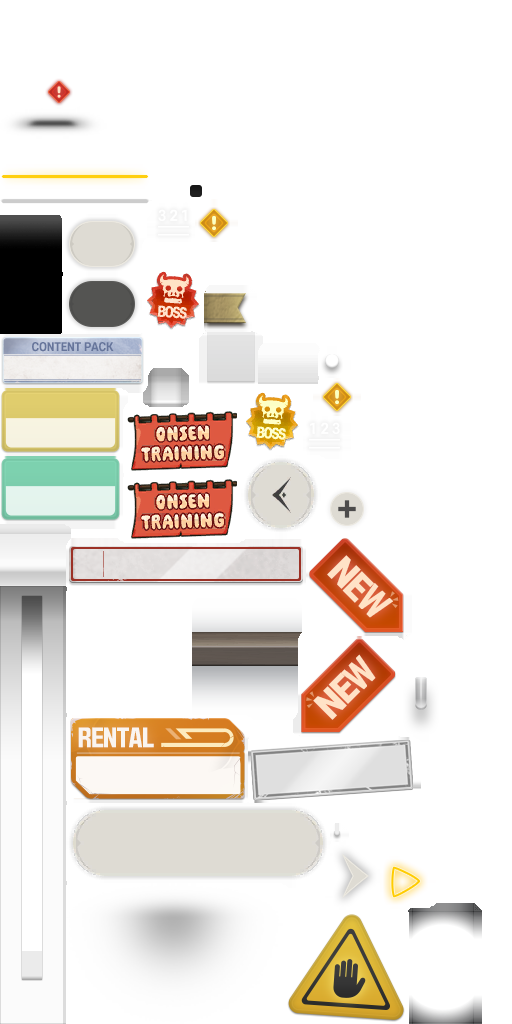 321
BOSS
CONTENT PACK
ONSEN
TRAINING
BOSS
123
ONSEN
TRAINING
NEW
NEW
RENTAL